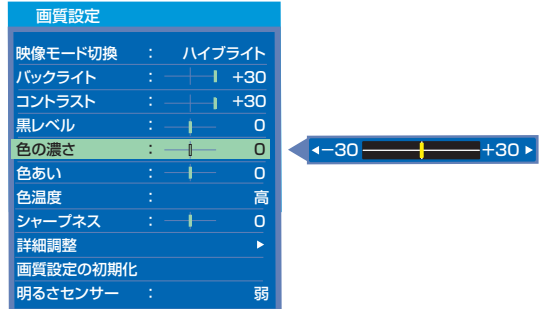 画質設定
映像モード切換 : ハイブライト
バックライト : +30
コントラスト : +30
黒レベル : 0
色の濃さ : 0
色あい : 0
色温度 : 高
シャープネス : 0
詳細調整
画質設定の初期化
明るさセンサー : 弱
−30 +30